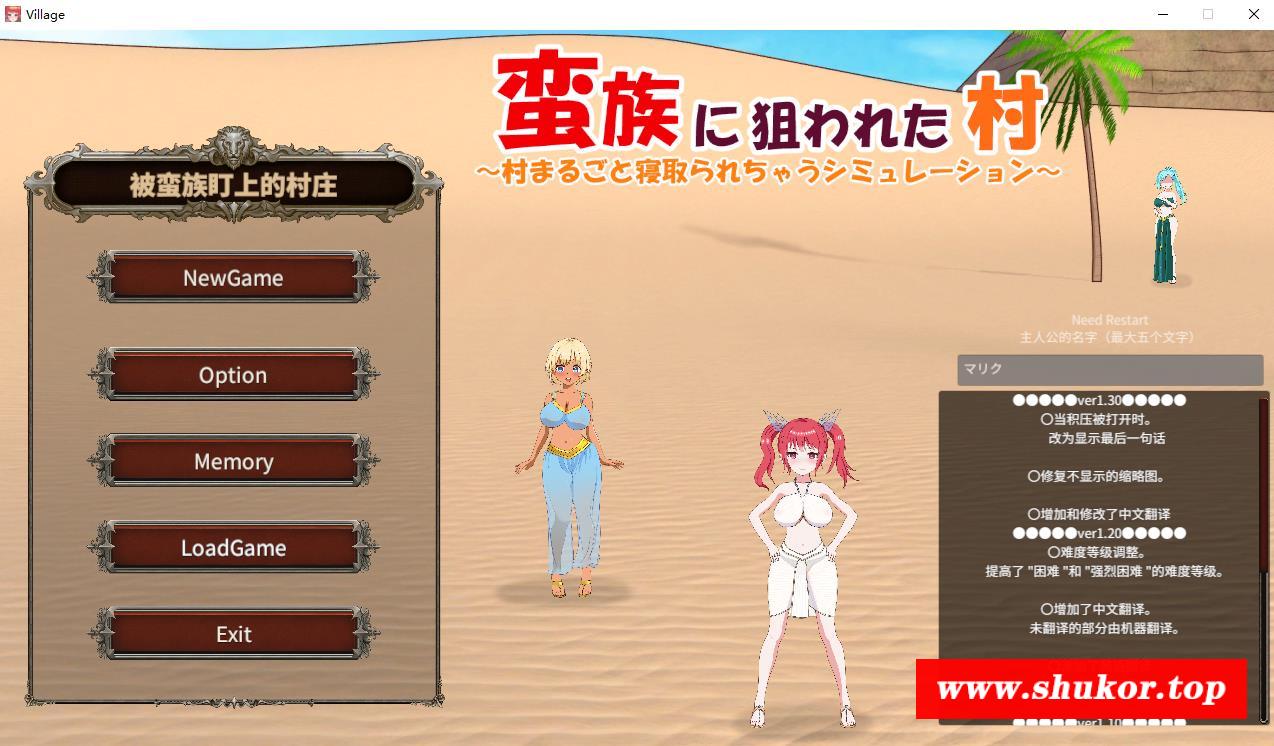 Village
蛮族に狙われた村
～村まるごと寝取られちゃうシミュレーション～
被蛮族盯上的村庄
NewGame
Option
Memory
LoadGame
Exit
Need Restart
主人公的名字（最大五个文字）
マリク
●●●●●ver1.30●●●●●
〇当积压被打开时。
改为显示最后一句话
〇修复不显示的缩略图。
〇增加和修改了中文翻译
●●●●●ver1.20●●●●●
〇难度等级调整。
提高了 "困难 "和 "强烈困难 "的难度等级。
〇增加了中文翻译。
未翻译的部分由机器翻译。
www.shukor.top
●●●●●ver1.10●●●●●